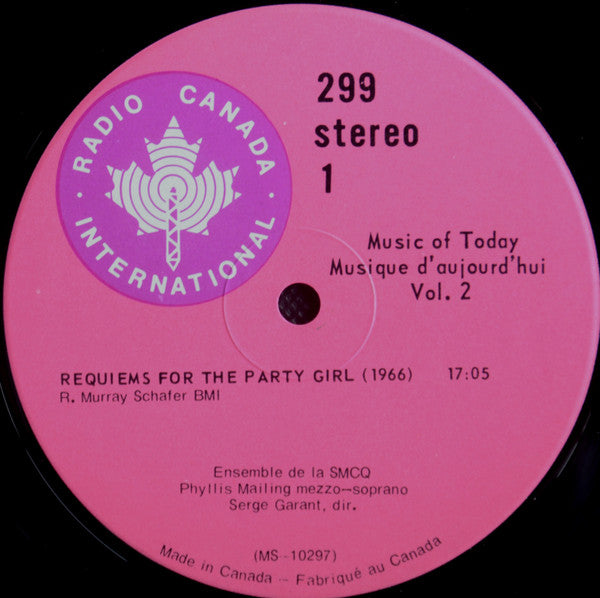 RADIO CANADA
INTERNATIONAL
299
stereo
1
Music of Today
Musique d'aujourd'hui
Vol. 2
REQUIEMS FOR THE PARTY GIRL (1966) 17:05
R. Murray Schafer BMI
Ensemble de la SMCQ
Phyllis Mailing mezzo-soprano
Serge Garant, dir.
(MS-10297)
Made in Canada - Fabriqué au Canada